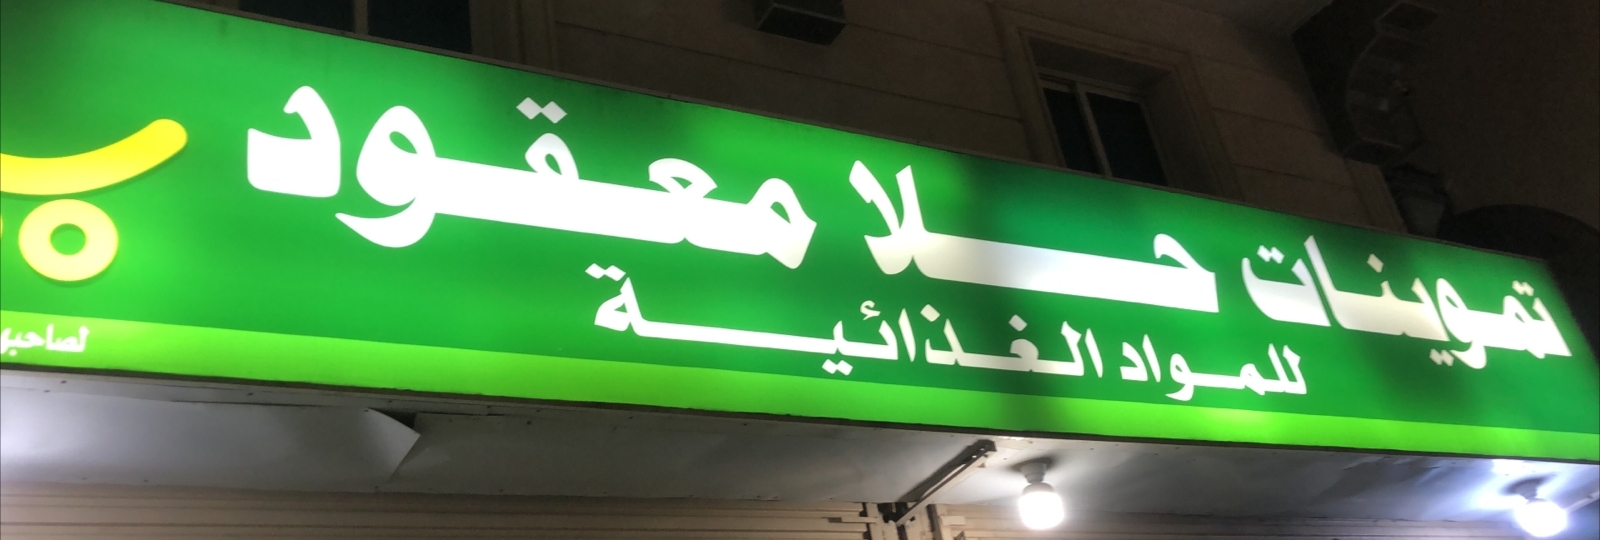 تموينات حلا معقود
للمواد الغذائية